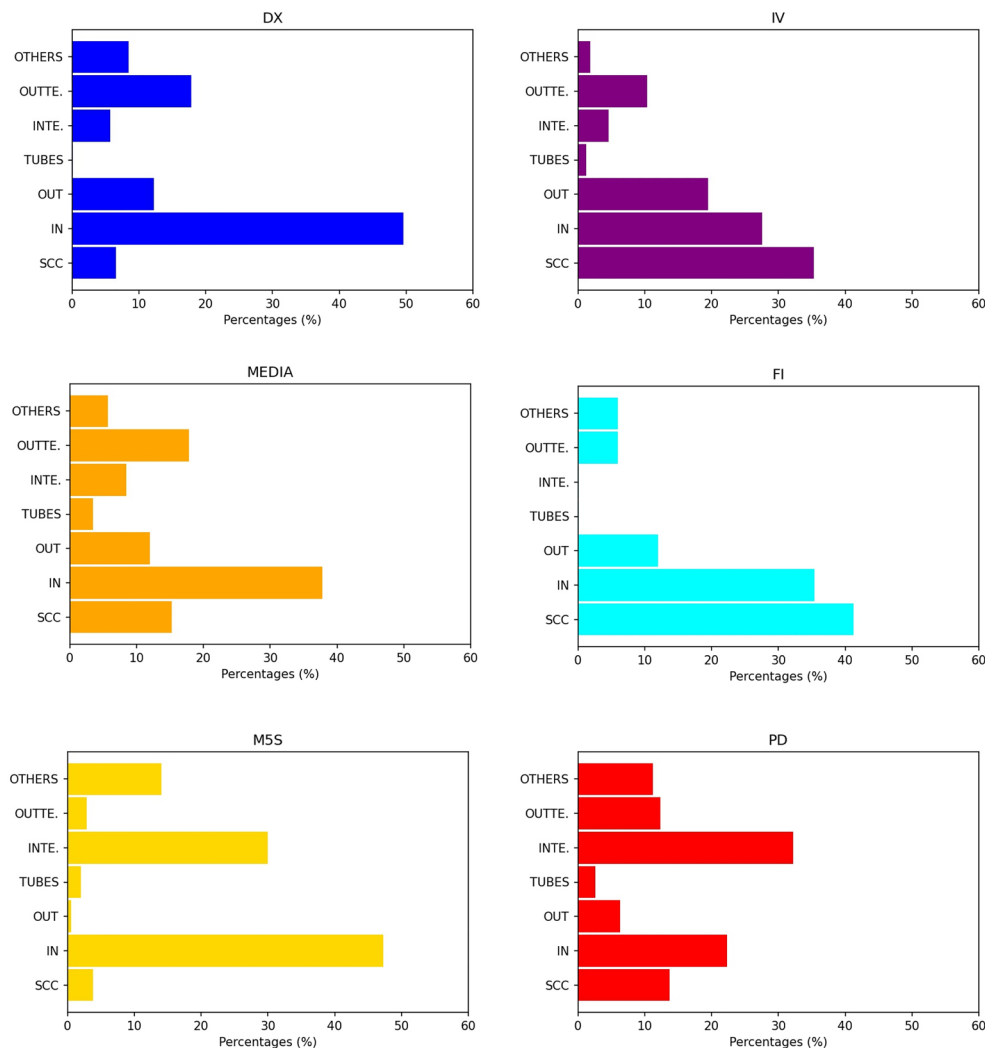 DX
OTHERS
OUTTE.
INTE.
TUBES
OUT
IN
SCC
0 10 20 30 40 50 60
Percentages (%)
IV
OTHERS
OUTTE.
INTE.
TUBES
OUT
IN
SCC
0 10 20 30 40 50 60
Percentages (%)
MEDIA
OTHERS
OUTTE.
INTE.
TUBES
OUT
IN
SCC
0 10 20 30 40 50 60
Percentages (%)
FI
OTHERS
OUTTE.
INTE.
TUBES
OUT
IN
SCC
0 10 20 30 40 50 60
Percentages (%)
M5S
OTHERS
OUTTE.
INTE.
TUBES
OUT
IN
SCC
0 10 20 30 40 50 60
Percentages (%)
PD
OTHERS
OUTTE.
INTE.
TUBES
OUT
IN
SCC
0 10 20 30 40 50 60
Percentages (%)